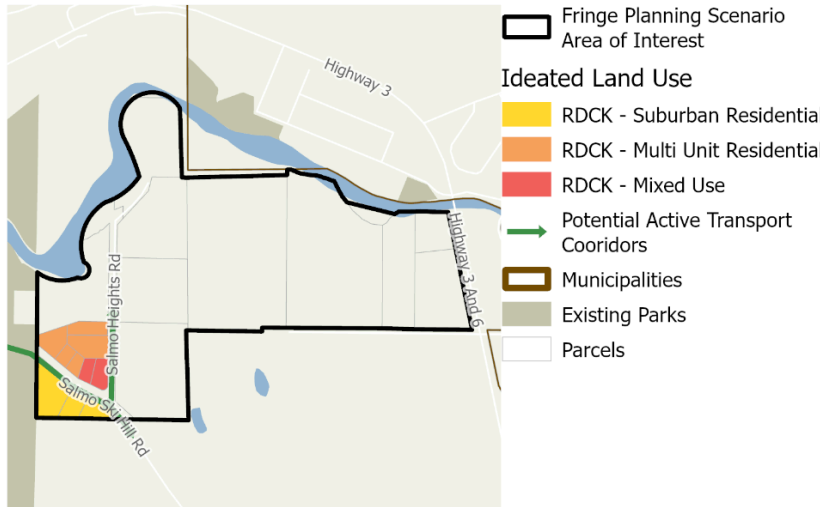 Fringe Planning Scenario
Area of Interest
Ideated Land Use
RDCK - Suburban Residential
RDCK - Multi Unit Residential
RDCK - Mixed Use
Potential Active Transport
Cooridors
Municipalities
Existing Parks
Parcels
Highway 3
Highway 3 And 6
Salmo Heights Rd
Salmo Ski Hill Rd